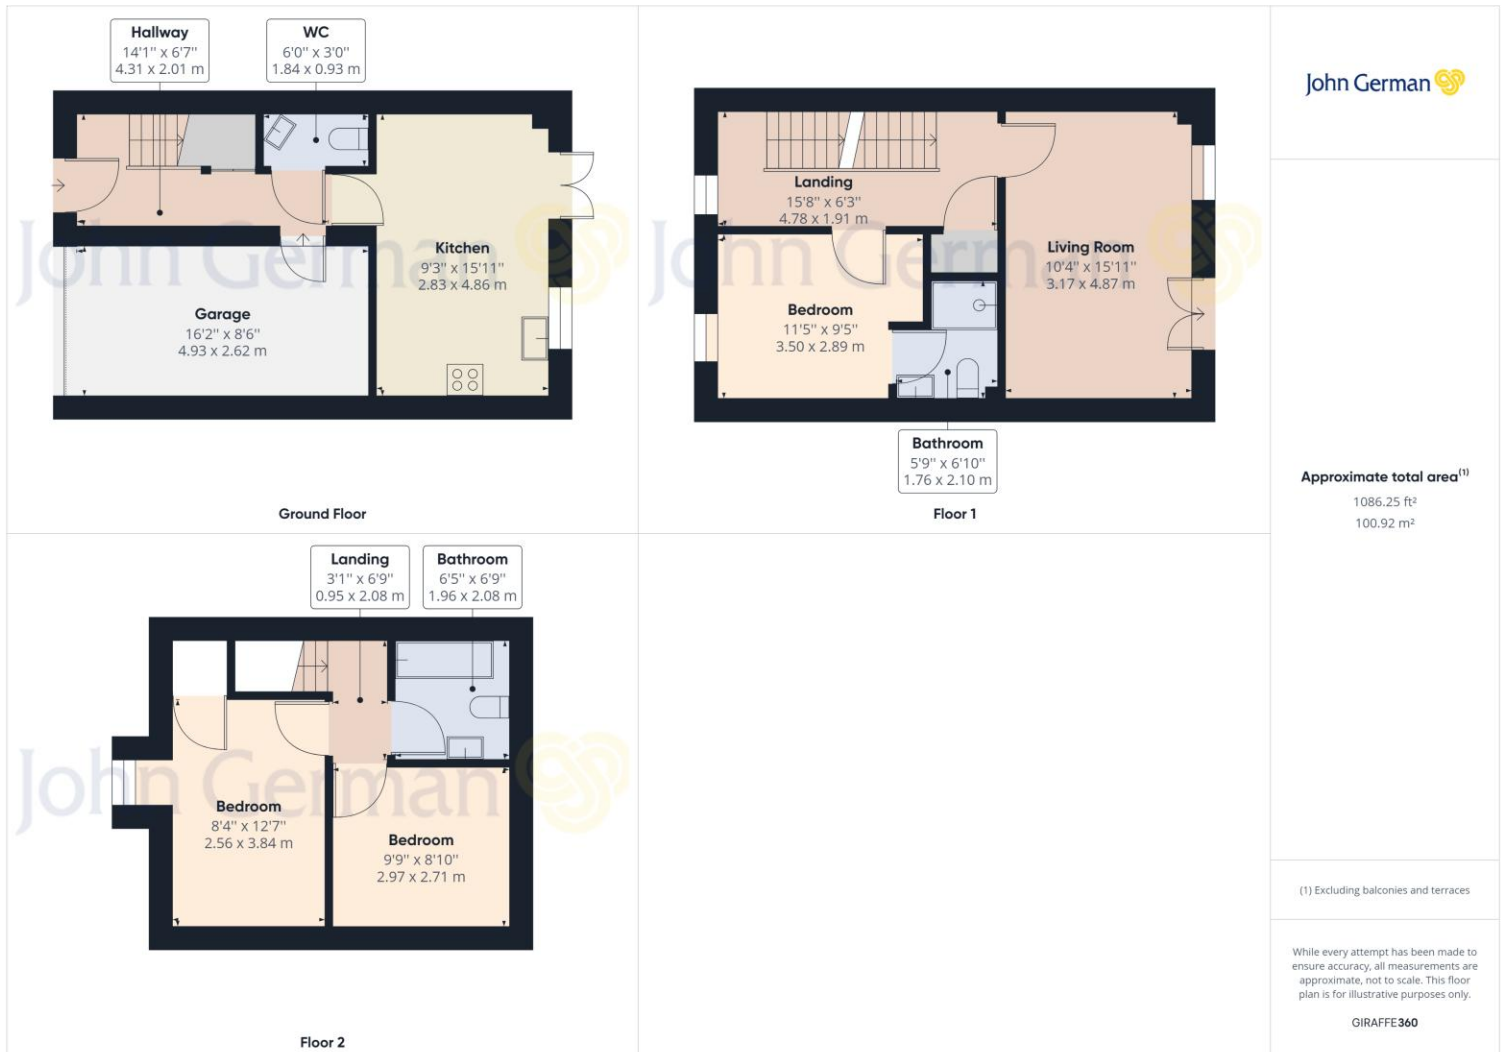 Hallway
14'1'' x 6'7''
4.31 x 2.01 m
WC
6'0'' x 3'0''
1.84 x 0.93 m
Kitchen
9'3'' x 15'11''
2.83 x 4.86 m
Garage
16'2'' x 8'6''
4.93 x 2.62 m
John German
Ground Floor
Landing
15'8'' x 6'3''
4.78 x 1.91 m
Living Room
10'4'' x 15'11''
3.17 x 4.87 m
Bedroom
11'5'' x 9'5''
3.50 x 2.89 m
Bathroom
5'9'' x 6'10''
1.76 x 2.10 m
John German
Floor 1
Landing
3'1'' x 6'9''
0.95 x 2.08 m
Bathroom
6'5'' x 6'9''
1.96 x 2.08 m
Bedroom
8'4'' x 12'7''
2.56 x 3.84 m
Bedroom
9'9'' x 8'10''
2.97 x 2.71 m
John German
Floor 2
John German
Approximate total area(1)
1086.25 ft²
100.92 m²
(1) Excluding balconies and terraces
While every attempt has been made to
ensure accuracy, all measurements are
approximate, not to scale. This floor
plan is for illustrative purposes only.
GIRAFFE360